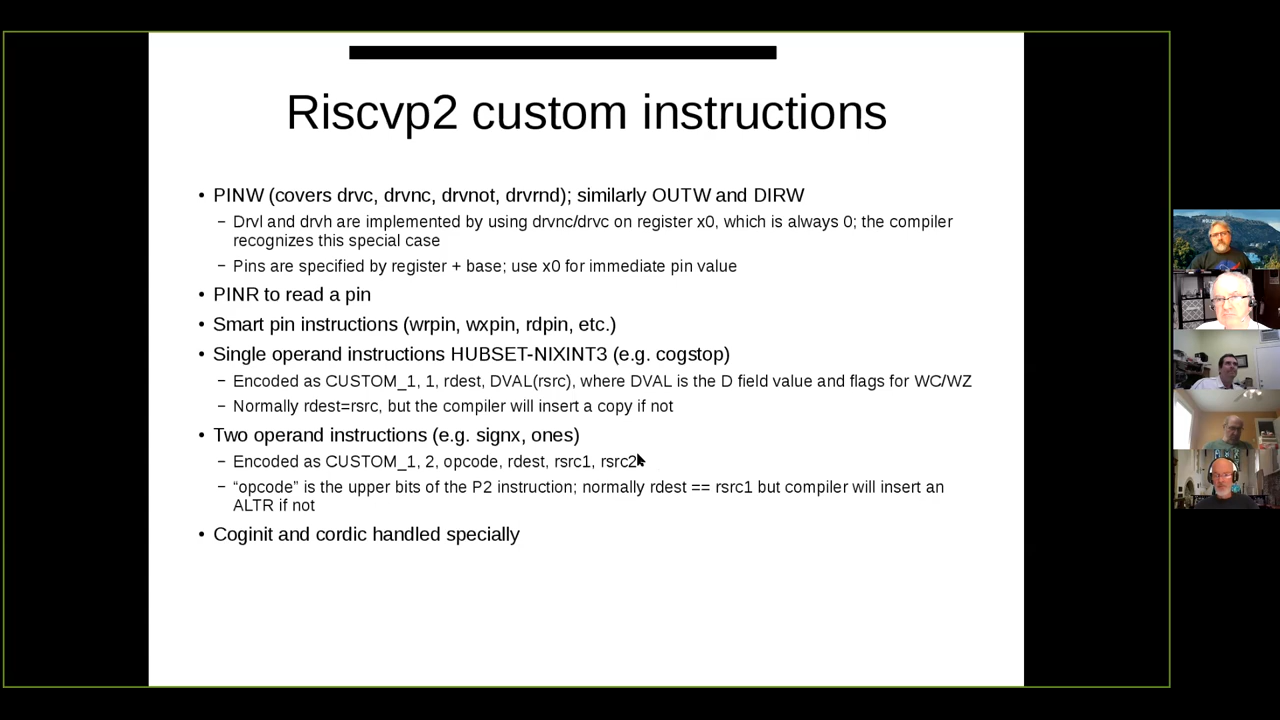 Riscvp2 custom instructions
• PINW (covers drvc, drvnc, drvnot, drvrnd); similarly OUTW and DIRW
– Drvl and drvh are implemented by using drvnc/drvc on register x0, which is always 0; the compiler
recognizes this special case
– Pins are specified by register + base; use x0 for immediate pin value
• PINR to read a pin
• Smart pin instructions (wrpin, wxpin, rdpin, etc.)
• Single operand instructions HUBSET-NIXINT3 (e.g. cogstop)
– Encoded as CUSTOM_1, 1, rdest, DVAL(rsrc), where DVAL is the D field value and flags for WC/WZ
– Normally rdest=rsrc, but the compiler will insert a copy if not
• Two operand instructions (e.g. signx, ones)
– Encoded as CUSTOM_1, 2, opcode, rdest, rsrc1, rsrc2
– “opcode” is the upper bits of the P2 instruction; normally rdest == rsrc1 but compiler will insert an
ALTR if not
• Coginit and cordic handled specially